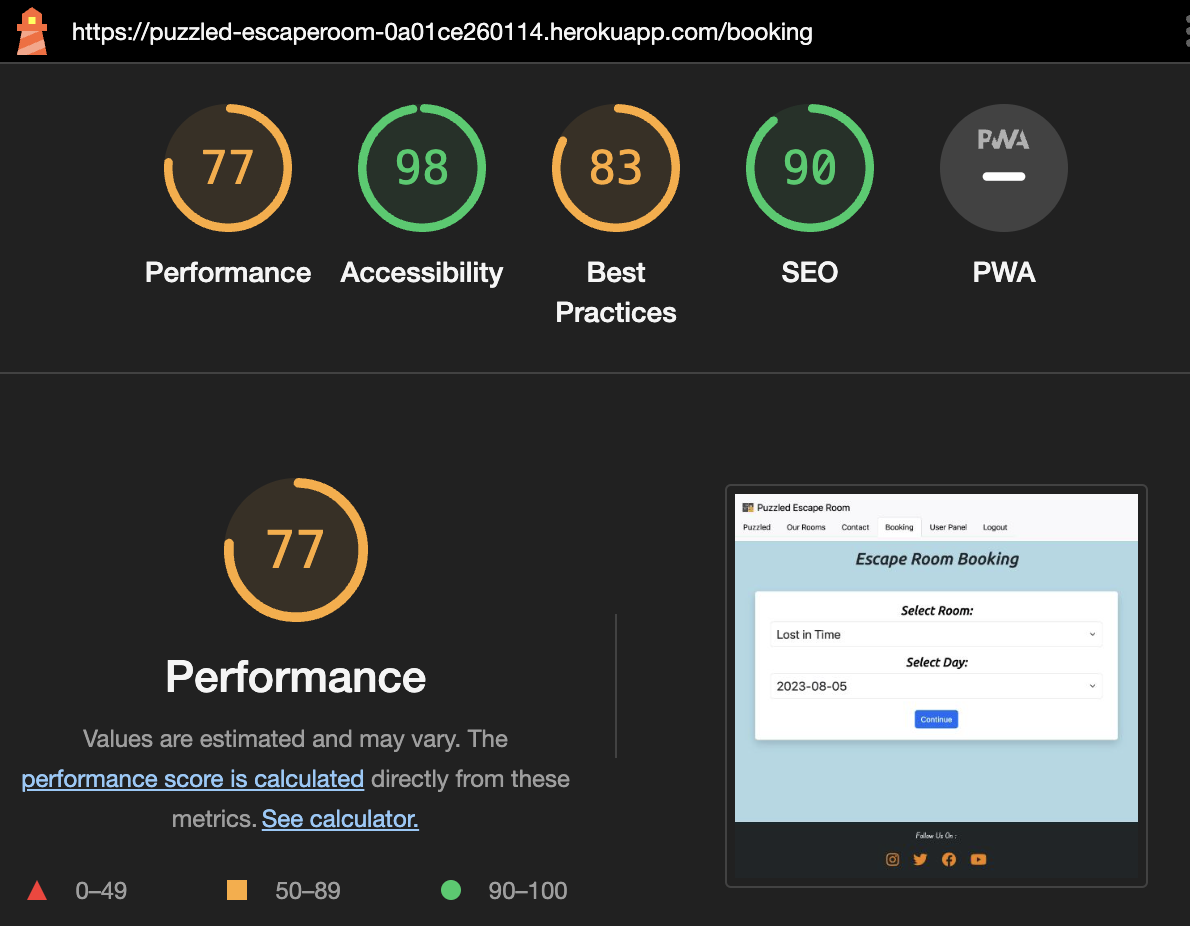 https://puzzled-escaperoom-0a01ce260114.herokuapp.com/booking
77
98
83
90
PWA
Performance
Accessibility
Best
Practices
SEO
PWA
77
Performance
Values are estimated and may vary. The
performance score is calculated directly from these
metrics. See calculator.
0–49
50–89
90–100
Puzzled Escape Room
Puzzled
Our Rooms
Contact
Booking
User Panel
Logout
Escape Room Booking
Select Room:
Lost in Time
Select Day:
2023-08-05
Continue
Follow Us On :